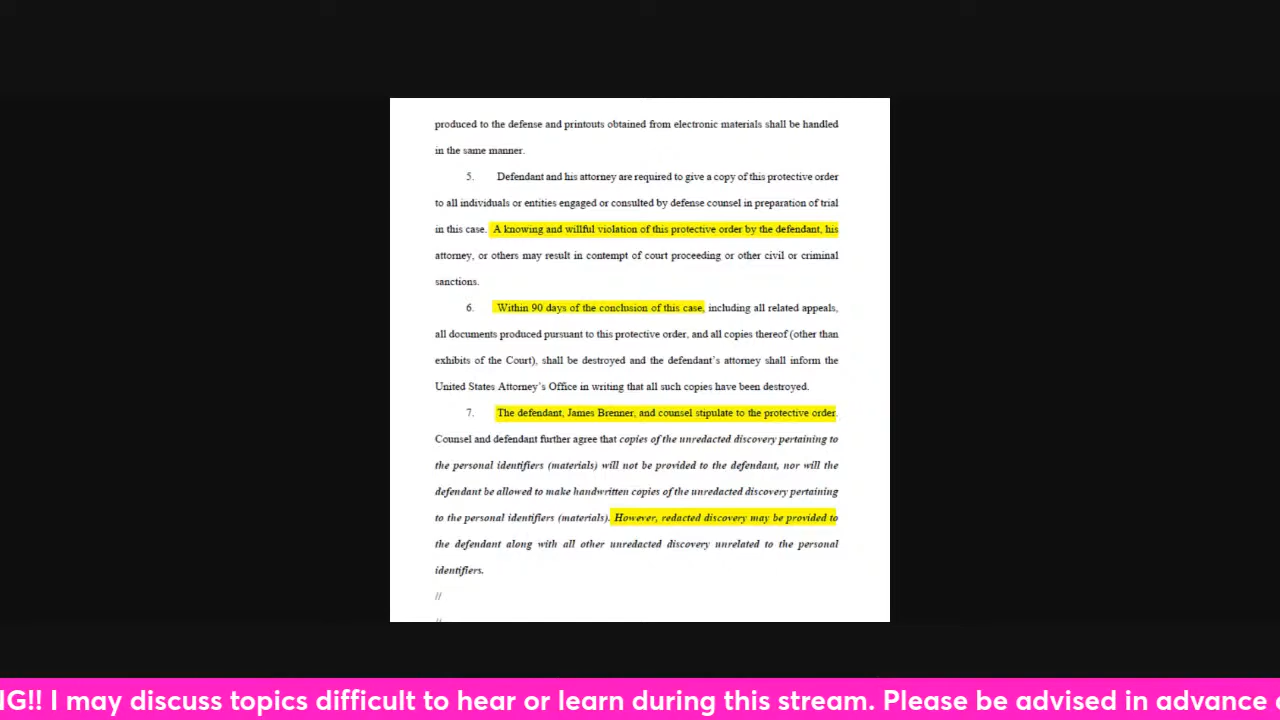 produced to the defense and printouts obtained from electronic materials shall be handled
in the same manner.
5. Defendant and his attorney are required to give a copy of this protective order
to all individuals or entities engaged or consulted by defense counsel in preparation of trial
in this case. A knowing and willful violation of this protective order by the defendant, his
attorney, or others may result in contempt of court proceeding or other civil or criminal
sanctions.
6. Within 90 days of the conclusion of this case, including all related appeals,
all documents produced pursuant to this protective order, and all copies thereof (other than
exhibits of the Court), shall be destroyed and the defendant's attorney shall inform the
United States Attorney's Office in writing that all such copies have been destroyed.
7. The defendant, James Brenner, and counsel stipulate to the protective order.
Counsel and defendant further agree that copies of the unredacted discovery pertaining to
the personal identifiers (materials) will not be provided to the defendant, nor will the
defendant be allowed to make handwritten copies of the unredacted discovery pertaining
to the personal identifiers (materials). However, redacted discovery may be provided to
the defendant along with all other unredacted discovery unrelated to the personal
identifiers.
//
//
NG!! I may discuss topics difficult to hear or learn during this stream. Please be advised in advance